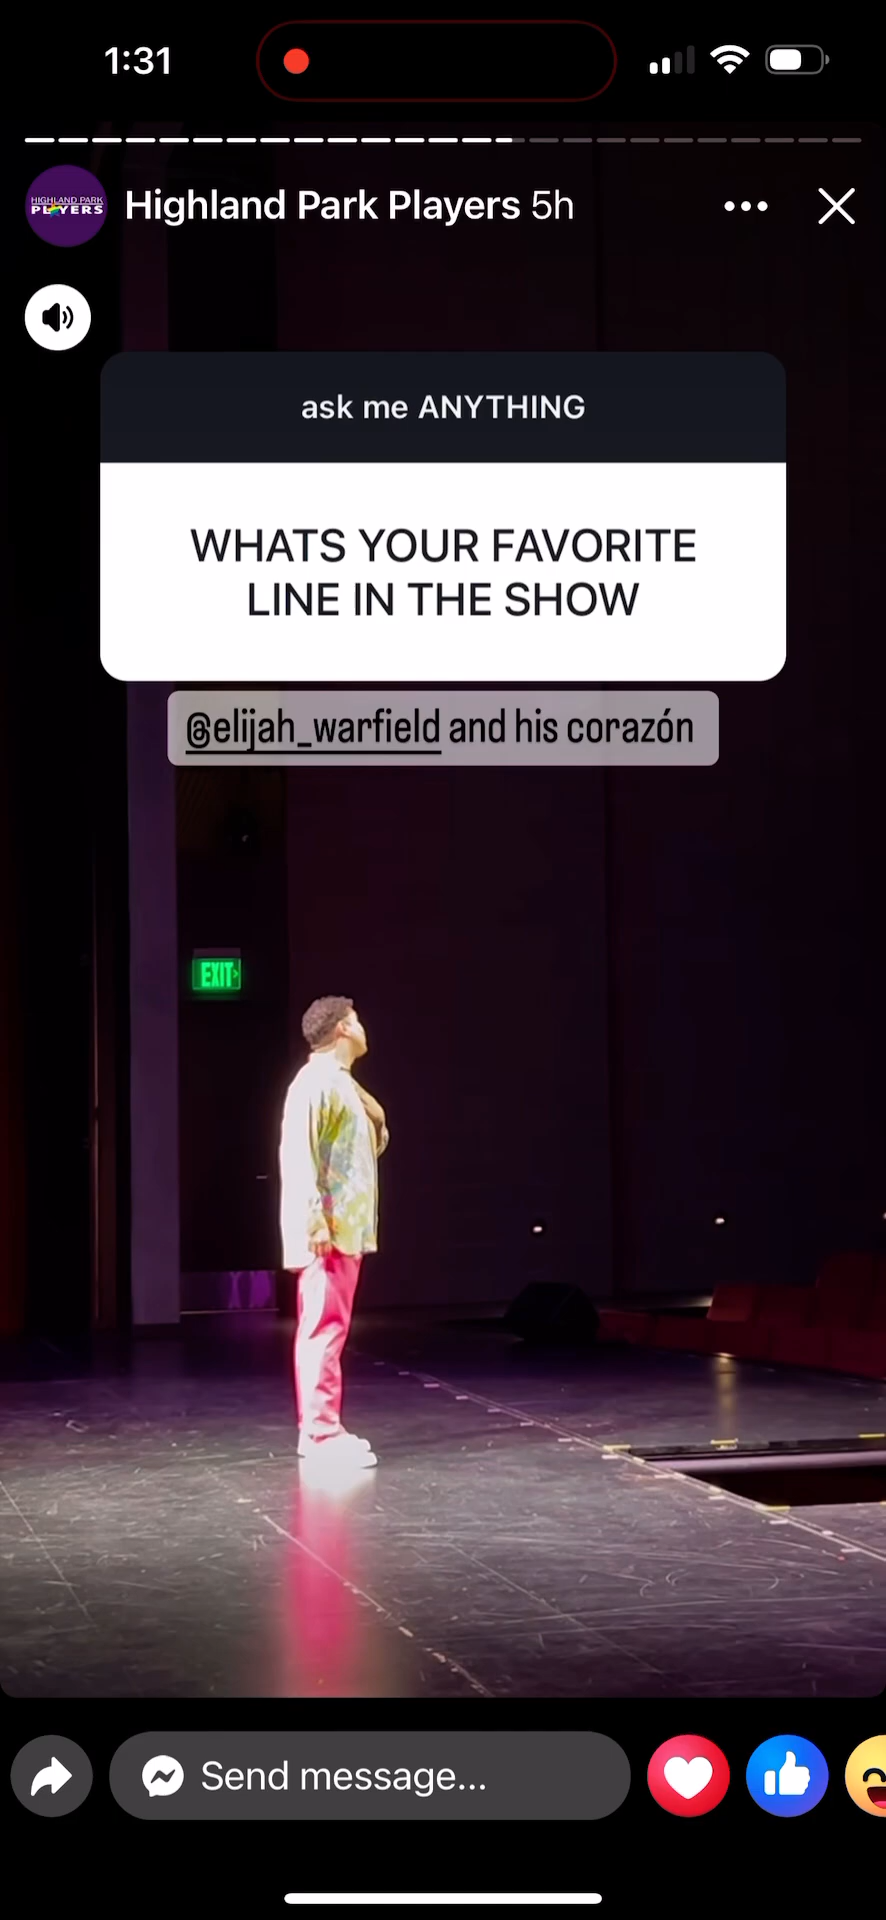 1:31
HIGHLAND PARK
PLAYERS
Highland Park Players 5h
ask me ANYTHING
WHATS YOUR FAVORITE
LINE IN THE SHOW
@elijah_warfield and his corazón
EXIT
Send message...